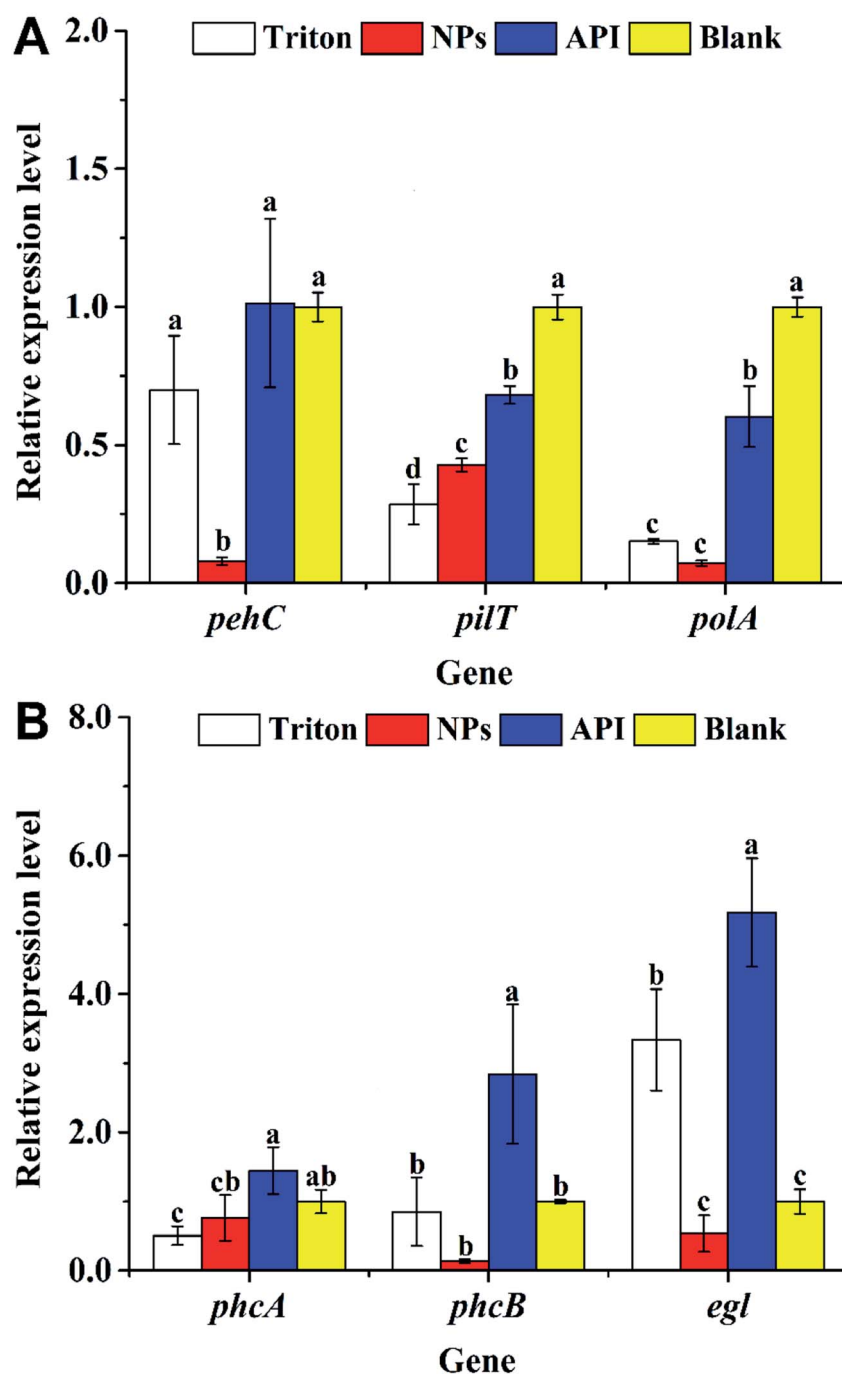 A
Triton NPs API Blank
Relative expression level
2.0
1.5
1.0
0.5
0.0
a
b
a
a
d
c
b
a
c
c
b
a
pehC pilT polA
Gene
B
Triton NPs API Blank
Relative expression level
8.0
6.0
4.0
2.0
0.0
c
cb
a
ab
b
b
a
b
b
c
a
c
phcA phcB egl
Gene